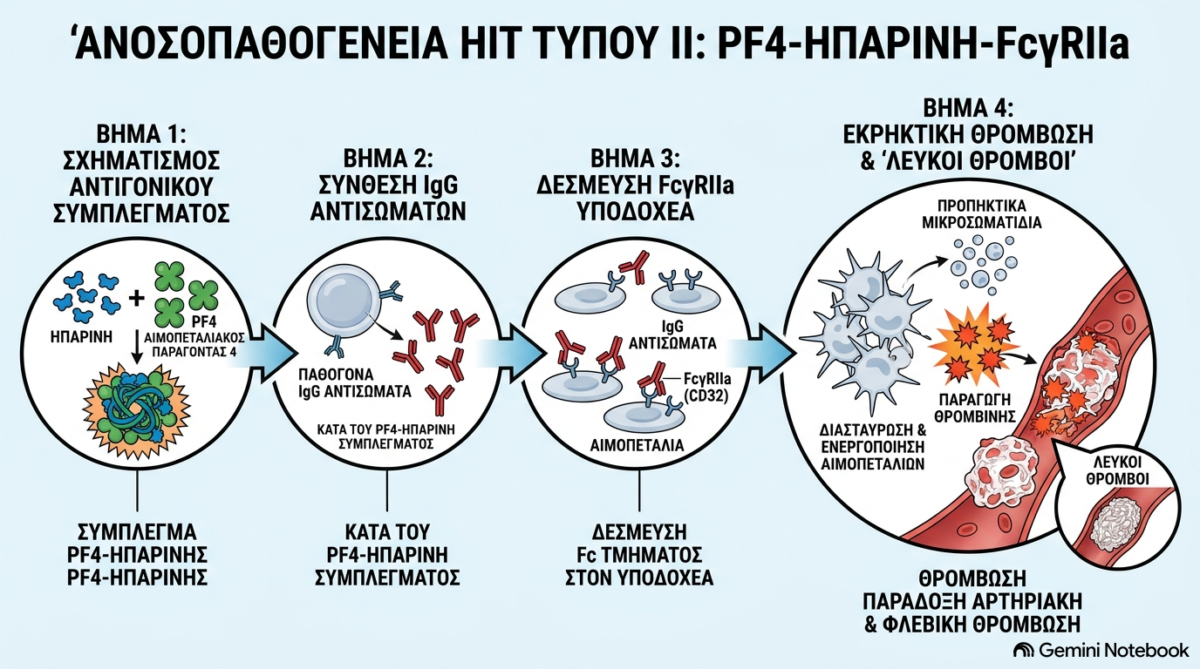 ‘ΑΝΟΣΟΠΑΘΟΓΕΝΕΙΑ HIT ΤΥΠΟΥ II: PF4-ΗΠΑΡΙΝΗ-FcγRIIa
ΒΗΜΑ 1:
ΣΧΗΜΑΤΙΣΜΟΣ
ΑΝΤΙΓΟΝΙΚΟΥ
ΣΥΜΠΛΕΓΜΑΤΟΣ
ΗΠΑΡΙΝΗ
+
PF4
ΑΙΜΟΠΕΤΑΛΙΑΚΟΣ
ΠΑΡΑΓΟΝΤΑΣ 4
ΣΥΜΠΛΕΓΜΑ
PF4-ΗΠΑΡΙΝΗΣ
PF4-ΗΠΑΡΙΝΗΣ
ΒΗΜΑ 2:
ΣΥΝΘΕΣΗ IgG
ΑΝΤΙΣΩΜΑΤΩΝ
ΠΑΘΟΓΟΝΑ
IgG ΑΝΤΙΣΩΜΑΤΑ
ΚΑΤΑ ΤΟΥ PF4-ΗΠΑΡΙΝΗ
ΣΥΜΠΛΕΓΜΑΤΟΣ
ΚΑΤΑ ΤΟΥ
PF4-ΗΠΑΡΙΝΗ
ΣΥΜΠΛΕΓΜΑΤΟΣ
ΒΗΜΑ 3:
ΔΕΣΜΕΥΣΗ FcγRIIa
ΥΠΟΔΟΧΕΑ
IgG
ΑΝΤΙΣΩΜΑΤΑ
FcγRIIa
(CD32)
ΑΙΜΟΠΕΤΑΛΙΑ
ΔΕΣΜΕΥΣΗ
Fc ΤΜΗΜΑΤΟΣ
ΣΤΟΝ ΥΠΟΔΟΧΕΑ
ΒΗΜΑ 4:
ΕΚΡΗΚΤΙΚΗ ΘΡΟΜΒΩΣΗ
& ‘ΛΕΥΚΟΙ ΘΡΟΜΒΟΙ’
ΠΡΟΠΗΚΤΙΚΑ
ΜΙΚΡΟΣΩΜΑΤΙΔΙΑ
ΠΑΡΑΓΩΓΗ
ΘΡΟΜΒΙΝΗΣ
ΔΙΑΣΤΑΥΡΩΣΗ &
ΕΝΕΡΓΟΠΟΙΗΣΗ
ΑΙΜΟΠΕΤΑΛΙΩΝ
ΛΕΥΚΟΙ
ΘΡΟΜΒΟΙ
ΘΡΟΜΒΩΣΗ
ΠΑΡΑΔΟΞΗ ΑΡΤΗΡΙΑΚΗ
& ΦΛΕΒΙΚΗ ΘΡΟΜΒΩΣΗ
Gemini Notebook